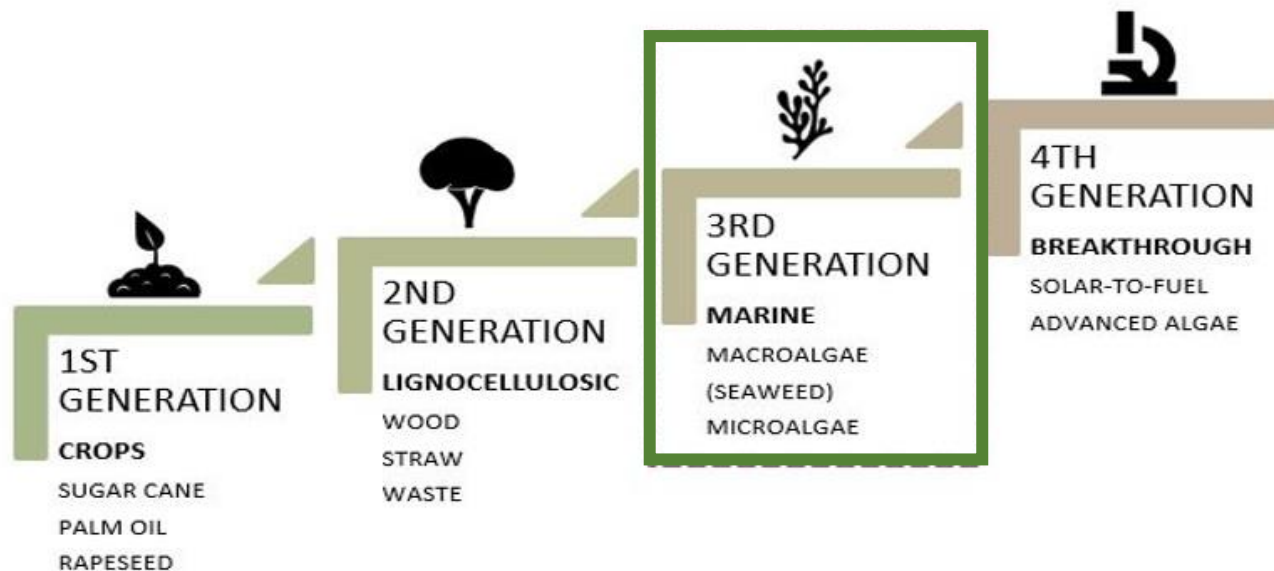 1ST
GENERATION
CROPS
SUGAR CANE
PALM OIL
RAPESEED
2ND
GENERATION
LIGNOCELLULOSIC
WOOD
STRAW
WASTE
3RD
GENERATION
MARINE
MACROALGAE
(SEAWEED)
MICROALGAE
4TH
GENERATION
BREAKTHROUGH
SOLAR-TO-FUEL
ADVANCED ALGAE